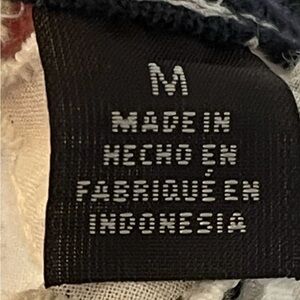 M
MADE IN
HECHO EN
FABRIQUÉ EN
INDONESIA